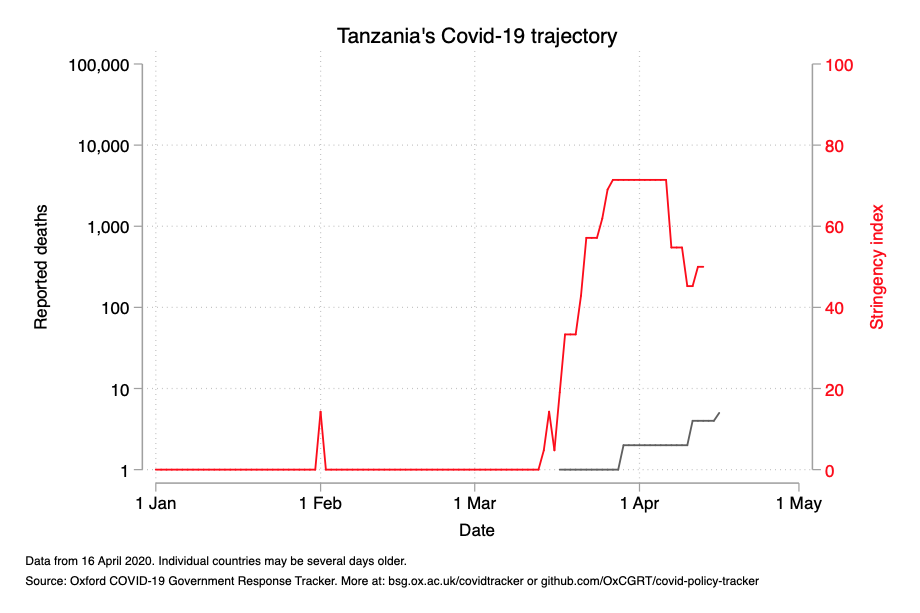 Tanzania's Covid-19 trajectory
100,000
10,000
1,000
100
10
1
Reported deaths
100
80
60
40
20
0
Stringency index
1 Jan
1 Feb
1 Mar
1 Apr
1 May
Date
Data from 16 April 2020. Individual countries may be several days older.
Source: Oxford COVID-19 Government Response Tracker. More at: bsg.ox.ac.uk/covidtracker or github.com/OxCGRT/covid-policy-tracker